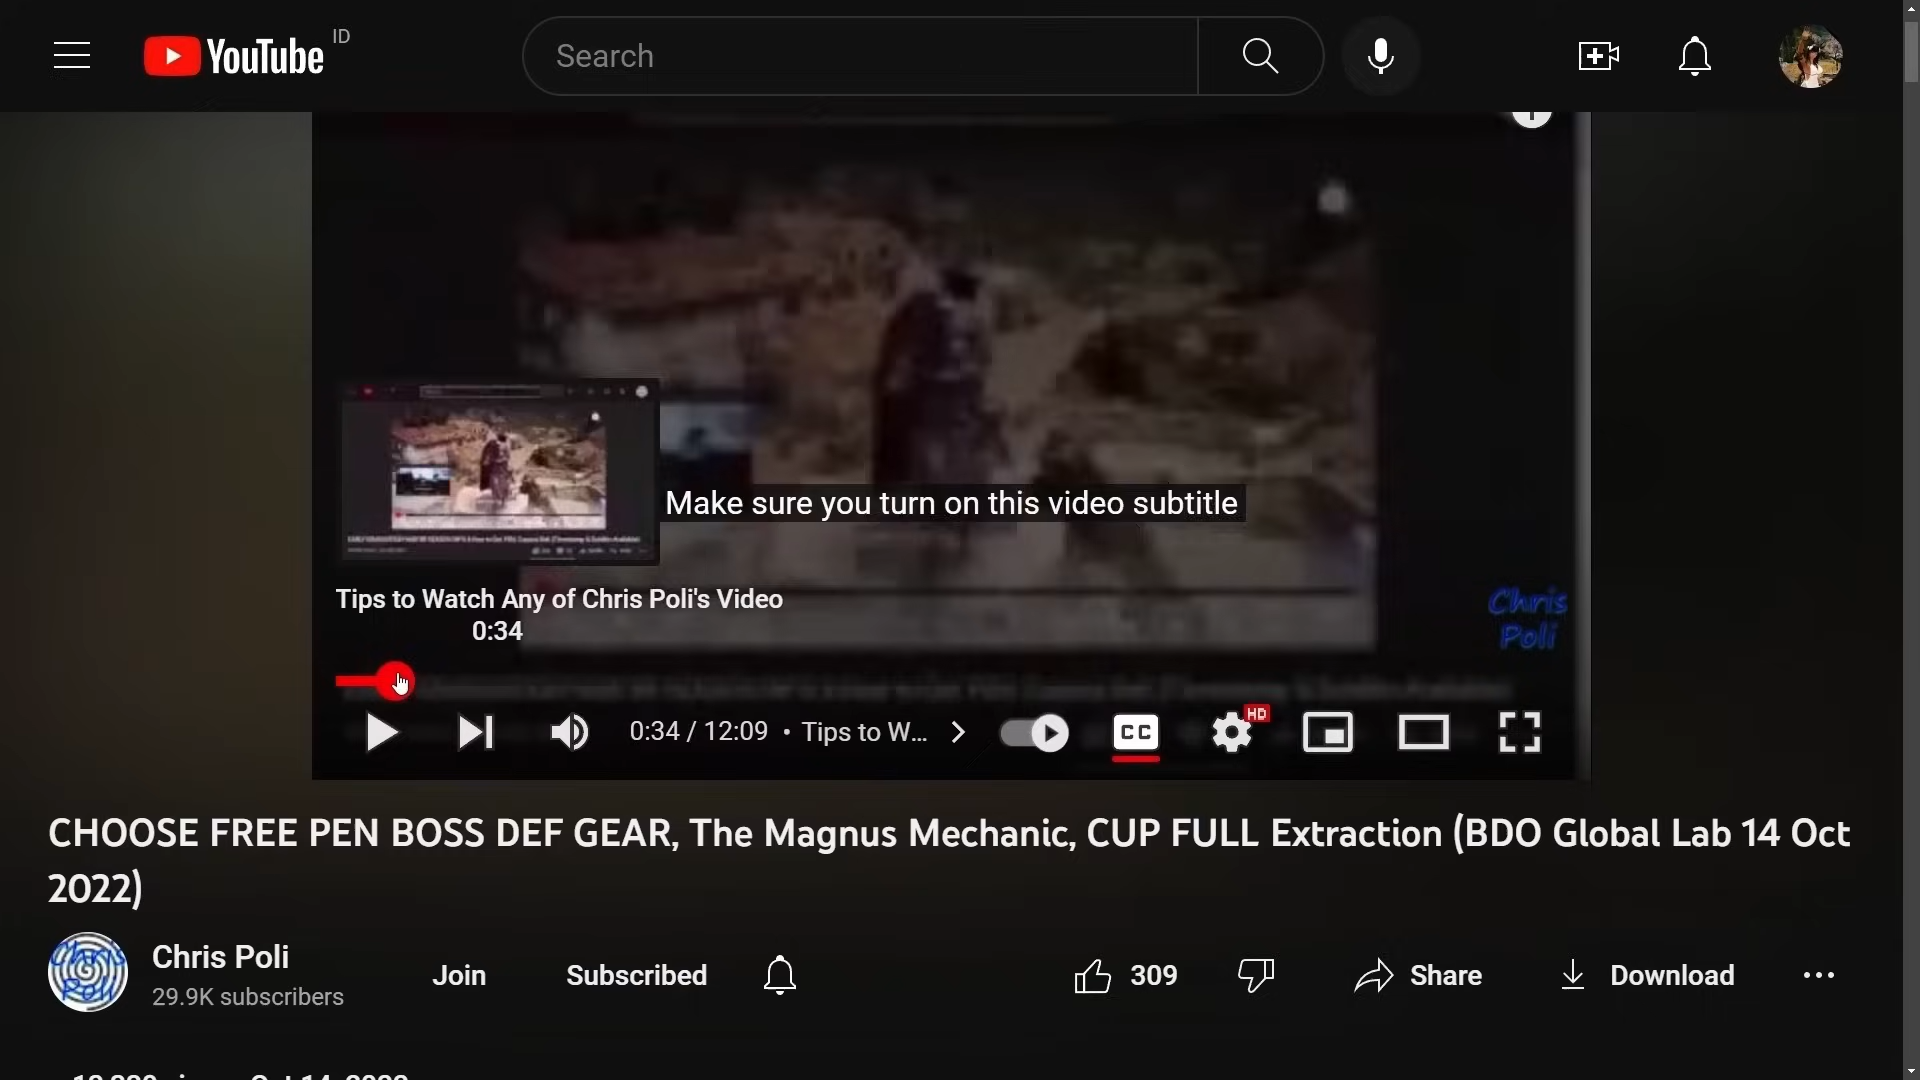 YouTube ID
Search
Make sure you turn on this video subtitle
Tips to Watch Any of Chris Poli's Video
0:34
Chris
Poli
0:34 / 12:09 • Tips to W...
CC
HD
CHOOSE FREE PEN BOSS DEF GEAR, The Magnus Mechanic, CUP FULL Extraction (BDO Global Lab 14 Oct
2022)
Chris Poli
29.9K subscribers
Join
Subscribed
309
Share
Download